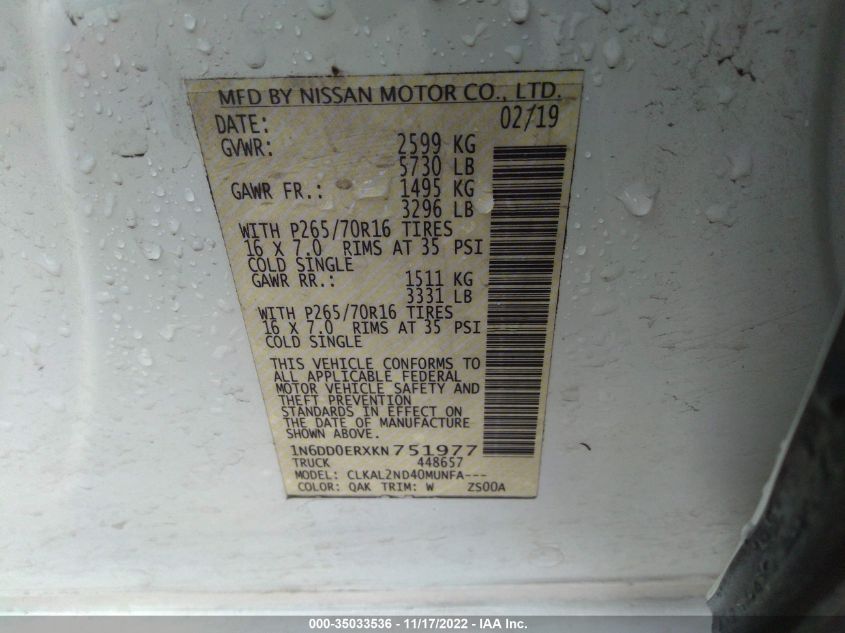 MFD BY NISSAN MOTOR CO., LTD.
DATE: 02/19
GVWR: 2599 KG
5730 LB
GAWR FR.: 1495 KG
3296 LB
WITH P265/70R16 TIRES
16 X 7.0 RIMS AT 35 PSI
COLD SINGLE
GAWR RR.: 1511 KG
3331 LB
WITH P265/70R16 TIRES
16 X 7.0 RIMS AT 35 PSI
COLD SINGLE
THIS VEHICLE CONFORMS TO
ALL APPLICABLE FEDERAL
MOTOR VEHICLE SAFETY AND
THEFT PREVENTION
STANDARDS IN EFFECT ON
THE DATE OF MANUFACTURE
SHOWN ABOVE.
1N6DD0ERXKN751977
TRUCK 448657
MODEL: CLKAL2ND40MUNFA---
COLOR: QAK TRIM: W ZS00A
000-35033536 - 11/17/2022 - IAA Inc.